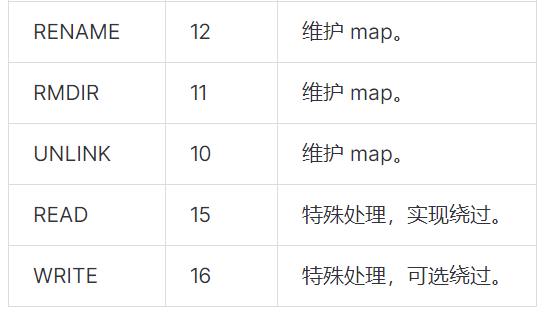 RENAME 12 维护 map。
RMDIR 11 维护 map。
UNLINK 10 维护 map。
READ 15 特殊处理，实现绕过。
WRITE 16 特殊处理，可选绕过。